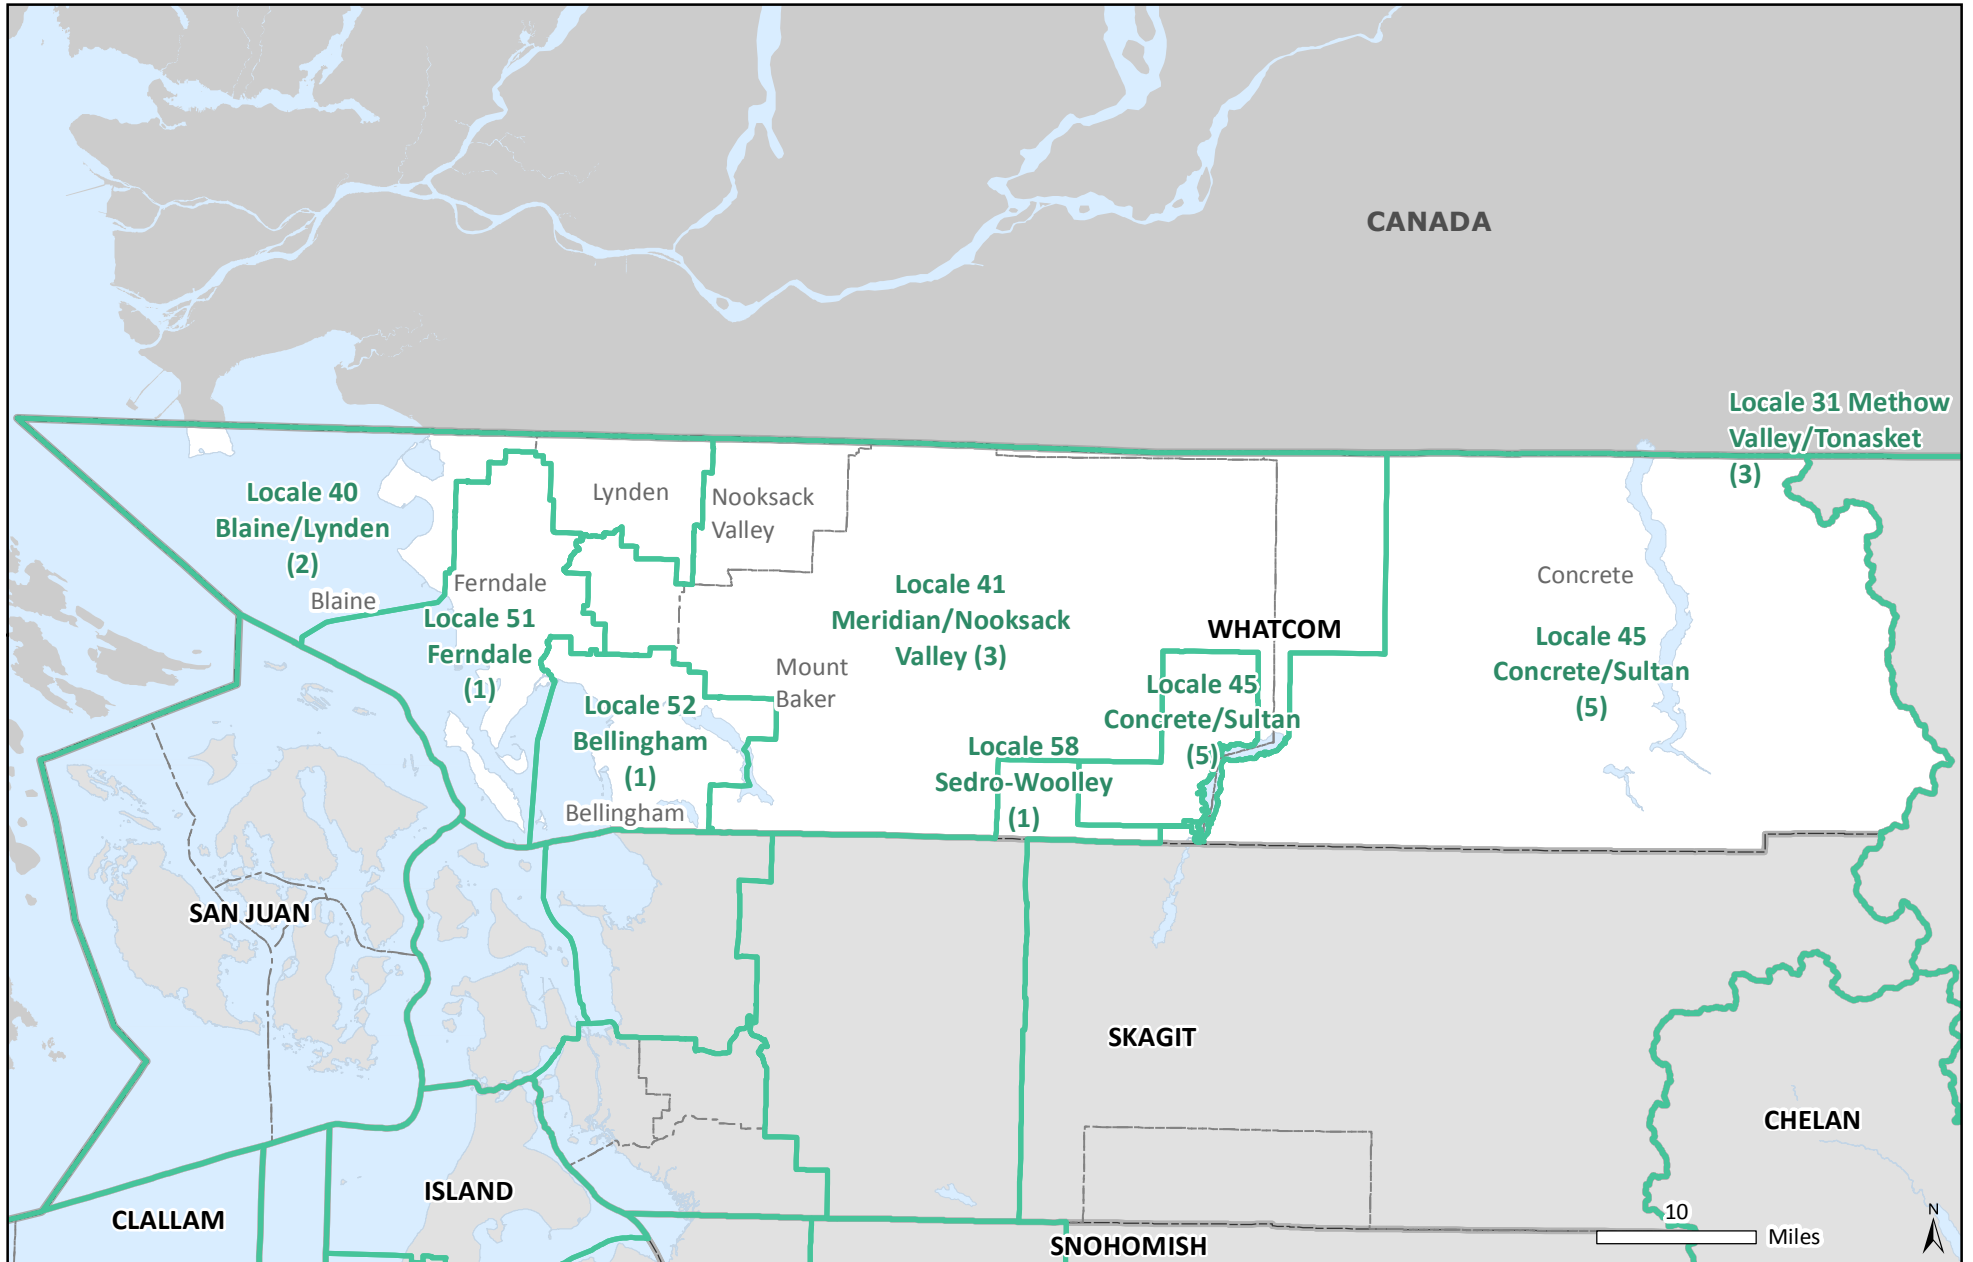 CANADA
Locale 31 Methow
Valley/Tonasket
(3)
Locale 40
Blaine/Lynden
(2)
Blaine
Lynden
Nooksack
Valley
Ferndale
Locale 51
Ferndale
(1)
Locale 41
Meridian/Nooksack
Valley (3)
WHATCOM
Concrete
Locale 45
Concrete/Sultan
(5)
Mount
Baker
Locale 52
Bellingham
(1)
Bellingham
Locale 45
Concrete/Sultan
(5)
Locale 58
Sedro-Woolley
(1)
SAN JUAN
SKAGIT
CHELAN
ISLAND
CLALLAM
SNOHOMISH
10
Miles
N